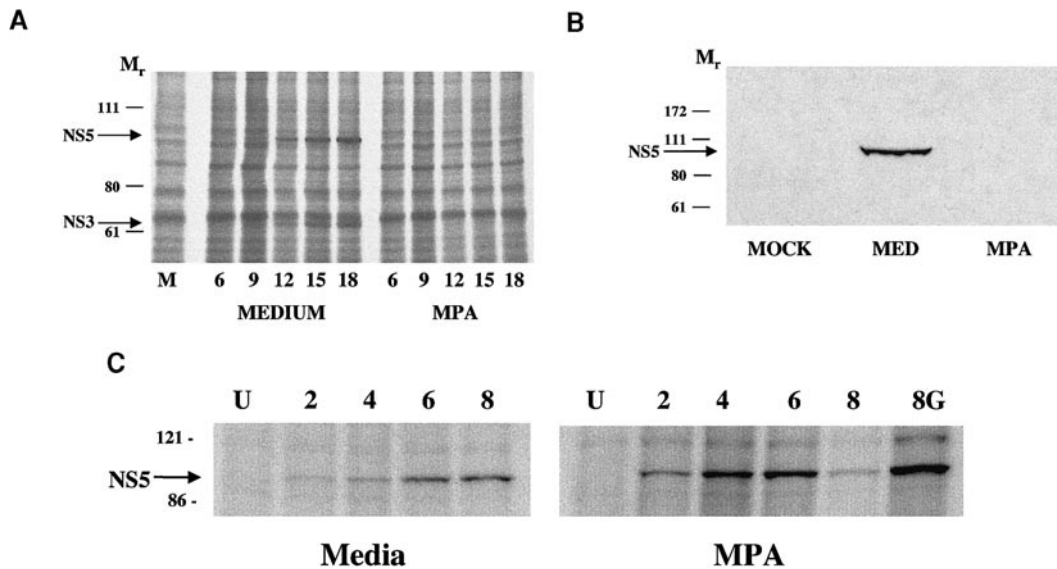 A
Mr
111
NS5
80
NS3
61
M 6 9 12 15 18 6 9 12 15 18
MEDIUM MPA
B
Mr
172
111
NS5
80
61
MOCK MED MPA
C
U 2 4 6 8 U 2 4 6 8 8G
121 -
NS5
86 -
Media MPA